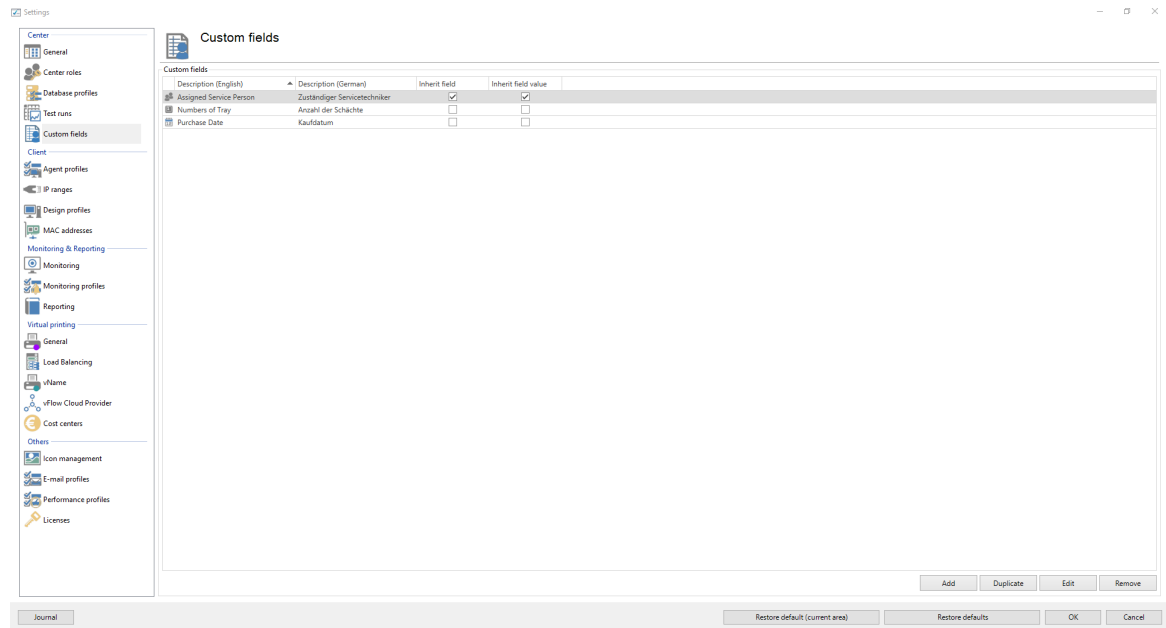 Settings
Center
General
Center roles
Database profiles
Test runs
Custom fields
Client
Agent profiles
IP ranges
Design profiles
MAC addresses
Monitoring & Reporting
Monitoring
Monitoring profiles
Reporting
Virtual printing
General
Load Balancing
vName
vFlow Cloud Provider
Cost centers
Others
Icon management
E-mail profiles
Performance profiles
Licenses
Custom fields
Custom fields
Description (English) Description (German) Inherit field Inherit field value
Assigned Service Person Zuständiger Servicetechniker
Numbers of Tray Anzahl der Schächte
Purchase Date Kaufdatum
Add Duplicate Edit Remove
Journal Restore default (current area) Restore defaults OK Cancel